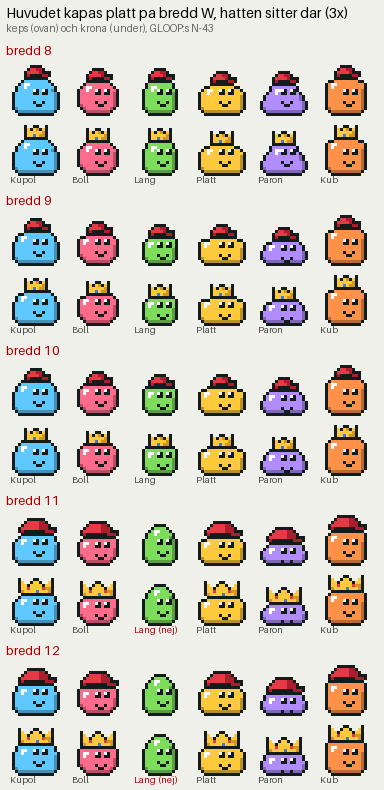 Huvudet kapas platt pa bredd W, hatten sitter dar (3x)
keps (ovan) och krona (under), GLOOP:s N-43
bredd 8
Kupol Boll Lang Platt Paron Kub
bredd 9
Kupol Boll Lang Platt Paron Kub
bredd 10
Kupol Boll Lang Platt Paron Kub
bredd 11
Kupol Boll Lang (nej) Platt Paron Kub
bredd 12
Kupol Boll Lang (nej) Platt Paron Kub